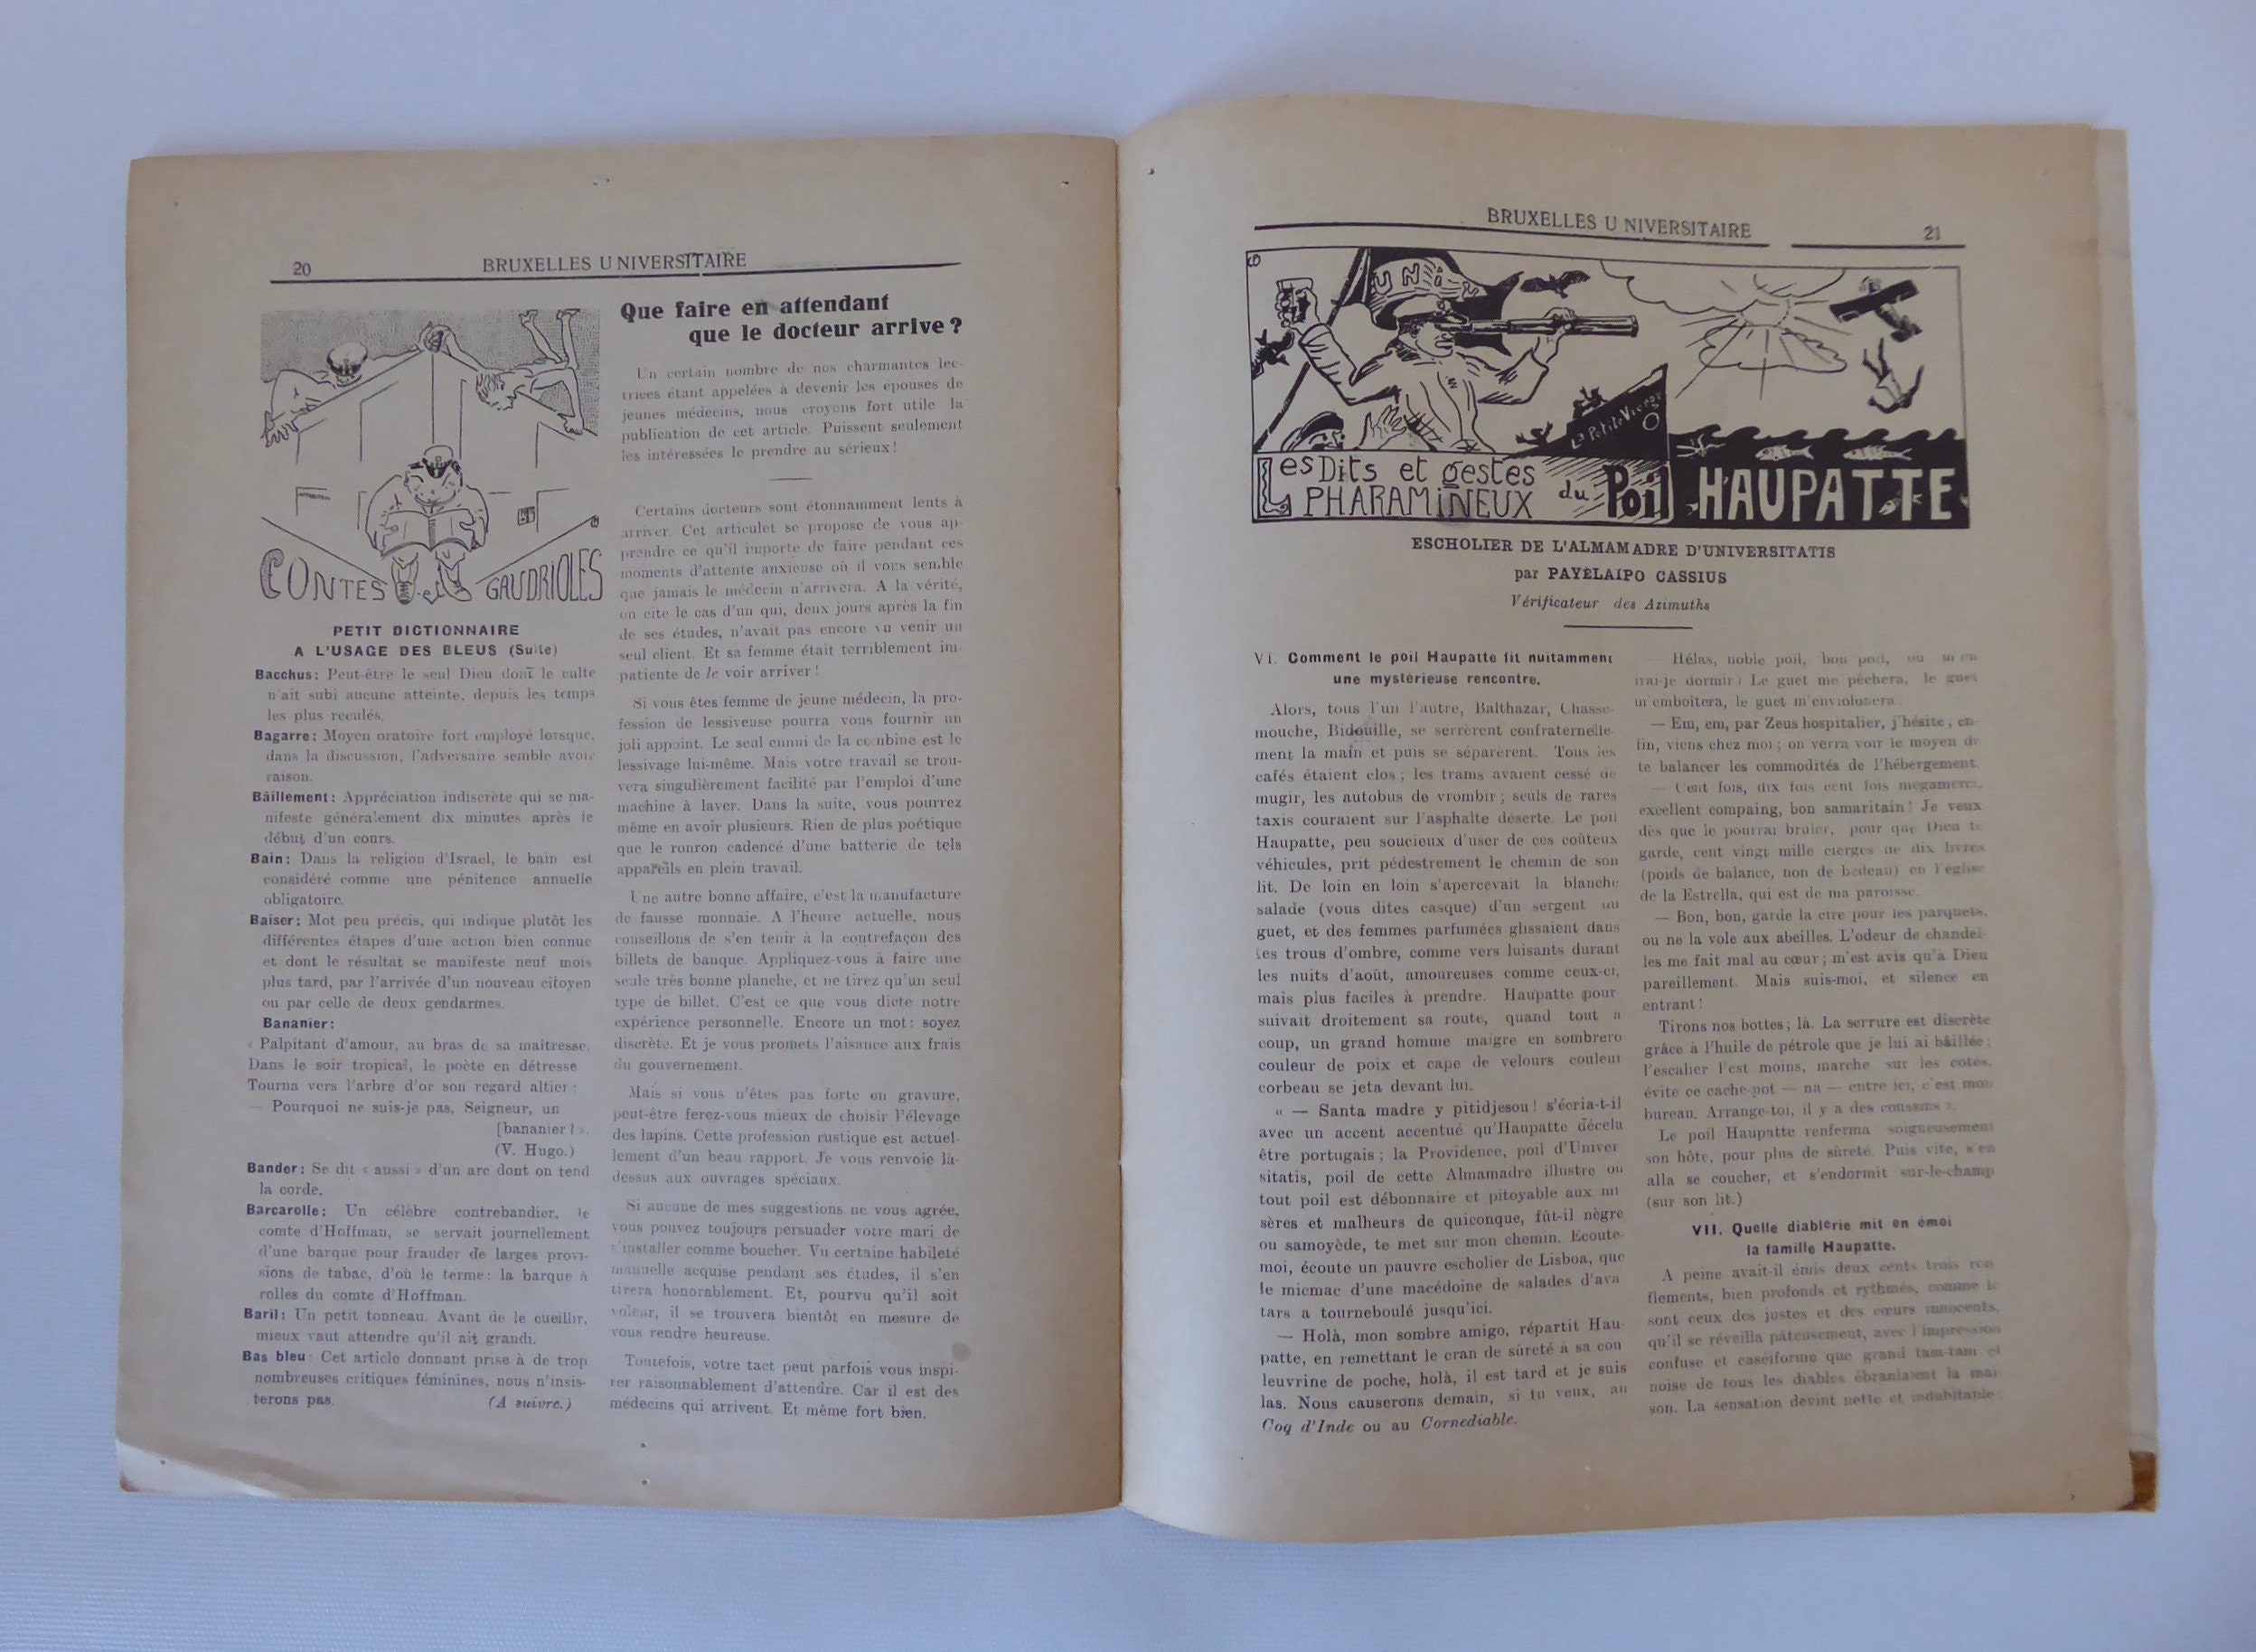 20
BRUXELLES UNIVERSITAIRE
CONTES et GAUDRIOLES
PETIT DICTIONNAIRE
A L'USAGE DES BLEUS (Suite)
Bacchus: Peut-être le seul Dieu dont le culte
n'ait subi aucune atteinte, depuis les temps
les plus reculés.
Bagarre: Moyen oratoire fort employé lorsque,
dans la discussion, l'adversaire semble avoir
raison.
Bâillement: Appréciation indiscrète qui se ma-
nifeste généralement dix minutes après le
début d'un cours.
Bain: Dans la religion d'Israel, le bain est
considéré comme une pénitence annuelle
obligatoire.
Baiser: Mot peu précis, qui indique plutôt les
différentes étapes d'une action bien connue
et dont le résultat se manifeste neuf mois
plus tard, par l'arrivée d'un nouveau citoyen
ou par celle de deux gendarmes.
Bananier:
« Palpitant d'amour, au bras de sa maîtresse,
Dans le soir tropical, le poète en détresse
Tourna vers l'arbre d'or son regard altier:
— Pourquoi ne suis-je pas, Seigneur, un
[bananier! ».
(V. Hugo.)
Bander: Se dit « aussi » d'un arc dont on tend
la corde.
Barcarolle: Un célèbre contrebandier, le
comte d'Hoffman, se servait journellement
d'une barque pour frauder de larges provi-
sions de tabac, d'où le terme: la barque à
rolles du comte d'Hoffman.
Baril: Un petit tonneau. Avant de le cueillir,
mieux vaut attendre qu'il ait grandi.
Bas bleu: Cet article donnant prise à de trop
nombreuses critiques féminines, nous n'insis-
terons pas. (A suivre.)
Que faire en attendant
que le docteur arrive?
Un certain nombre de nos charmantes lec-
trices étant appelées à devenir les épouses de
jeunes médecins, nous croyons fort utile la
publication de cet article. Puissent seulement
les intéressées le prendre au sérieux!
Certains docteurs sont étonnamment lents à
arriver. Cet articulet se propose de vous ap-
prendre ce qu'il importe de faire pendant ces
moments d'attente anxieuse où il vous semble
que jamais le médecin n'arrivera. A la vérité,
on cite le cas d'un qui, deux jours après la fin
de ses études, n'avait pas encore vu venir un
seul client. Et sa femme était terriblement im-
patiente de le voir arriver!
Si vous êtes femme de jeune médecin, la pro-
fession de lessiveuse pourra vous fournir un
joli appoint. Le seul ennui de la combine est le
lessivage lui-même. Mais votre travail se trou-
vera singulièrement facilité par l'emploi d'une
machine à laver. Dans la suite, vous pourrez
même en avoir plusieurs. Rien de plus poétique
que le ronron cadencé d'une batterie de tels
appareils en plein travail.
Une autre bonne affaire, c'est la manufacture
de fausse monnaie. A l'heure actuelle, nous
conseillons de s'en tenir à la contrefaçon des
billets de banque. Appliquez-vous à faire une
seule très bonne planche, et ne tirez qu'un seul
type de billet. C'est ce que vous dicte notre
expérience personnelle. Encore un mot: soyez
discrète. Et je vous promets l'aisance aux frais
du gouvernement.
Mais si vous n'êtes pas forte en gravure,
peut-être ferez-vous mieux de choisir l'élevage
des lapins. Cette profession rustique est actuel-
lement d'un beau rapport. Je vous renvoie là-
dessus aux ouvrages spéciaux.
Si aucune de mes suggestions ne vous agrée,
vous pouvez toujours persuader votre mari de
s'installer comme boucher. Vu certaine habileté
manuelle acquise pendant ses études, il s'en
tirera honorablement. Et, pourvu qu'il soit
voleur, il se trouvera bientôt en mesure de
vous rendre heureuse.
Toutefois, votre tact peut parfois vous inspi-
rer raisonnablement d'attendre. Car il est des
médecins qui arrivent. Et même fort bien.
BRUXELLES UNIVERSITAIRE
21
La Petite Vierge
Les Dits et gestes
PHARAMiNEUX du Poil HAUPATTE
ESCHOLIER DE L'ALMAMADRE D'UNIVERSITATIS
par PAYÈLAÏPO CASSIUS
Vérificateur des Azimuths
VI. Comment le poil Haupatte fit nuitamment
une mystérieuse rencontre.
Alors, tous l'un l'autre, Balthazar, Chasse-
mouche, Bidouille, se serrèrent confraternelle-
ment la main et puis se séparèrent. Tous les
cafés étaient clos; les trams avaient cessé de
mugir, les autobus de vrombir; seuls de rares
taxis couraient sur l'asphalte déserte. Le poil
Haupatte, peu soucieux d'user de ces coûteux
véhicules, prit pédestrement le chemin de son
lit. De loin en loin s'apercevait la blanche
salade (vous dites casque) d'un sergent du
guet, et des femmes parfumées glissaient dans
les trous d'ombre, comme vers luisants durant
les nuits d'août, amoureuses comme ceux-ci,
mais plus faciles à prendre. Haupatte pour-
suivait droitement sa route, quand tout à
coup, un grand homme maigre en sombrero
couleur de poix et cape de velours couleur
corbeau se jeta devant lui.
« — Santa madre y pitidjesou! s'écria-t-il
avec un accent accentué qu'Haupatte décela
être portugais; la Providence, poil d'Univer
sitatis, poil de cette Almamadre illustre où
tout poil est débonnaire et pitoyable aux mi
sères et malheurs de quiconque, fût-il nègre
ou samoyède, te met sur mon chemin. Ecoute-
moi, écoute un pauvre escholier de Lisboa, que
le micmac d'une macédoine de salades d'ava
tars a tourneboulé jusqu'ici.
— Holà, mon sombre amigo, répartit Hau-
patte, en remettant le cran de sûreté à sa cou
leuvrine de poche, holà, il est tard et je suis
las. Nous causerons demain, si tu veux, au
Coq d'Inde ou au Cornediable.
— Hélas, noble poil, bon poil, où m'en
irai-je dormir! Le guet me pêchera, le guet
m'emboîtera, le guet m'enviolonera.
— Em, em, par Zeus hospitalier, j'hésite; en-
fin, viens chez moi; on verra voir le moyen de
te balancer les commodités de l'hébergement.
— Cent fois, dix fois cent fois mégamerci,
excellent compaing, bon samaritain! Je veux
dès que le pourrai brûler, pour que Dieu te
garde, cent vingt mille cierges de dix livres
(poids de balance, non de bedeau) en l'église
de la Estrella, qui est de ma paroisse.
— Bon, bon, garde la cire pour les parquets,
ou ne la vole aux abeilles. L'odeur de chandel-
les me fait mal au cœur; m'est avis qu'à Dieu
pareillement. Mais suis-moi, et silence en
entrant!
Tirons nos bottes; là. La serrure est discrète
grâce à l'huile de pétrole que je lui ai bâillée;
l'escalier l'est moins, marche sur les côtés,
évite ce cache-pot — na — entre ici, c'est mon
bureau. Arrange-toi, il y a des coussins ».
Le poil Haupatte renferma soigneusement
son hôte, pour plus de sûreté. Puis vite, s'en
alla se coucher, et s'endormit sur-le-champ
(sur son lit.)
VII. Quelle diablerie mit en émoi
la famille Haupatte.
A peine avait-il émis deux cents trois ron
flements, bien profonds et rythmés, comme le
sont ceux des justes et des cœurs innocents,
qu'il se réveilla pâteusement, avec l'impression
confuse et caséiforme que grand tam-tam et
noise de tous les diables ébranlaient la mai
son. La sensation devint nette et indubitable: